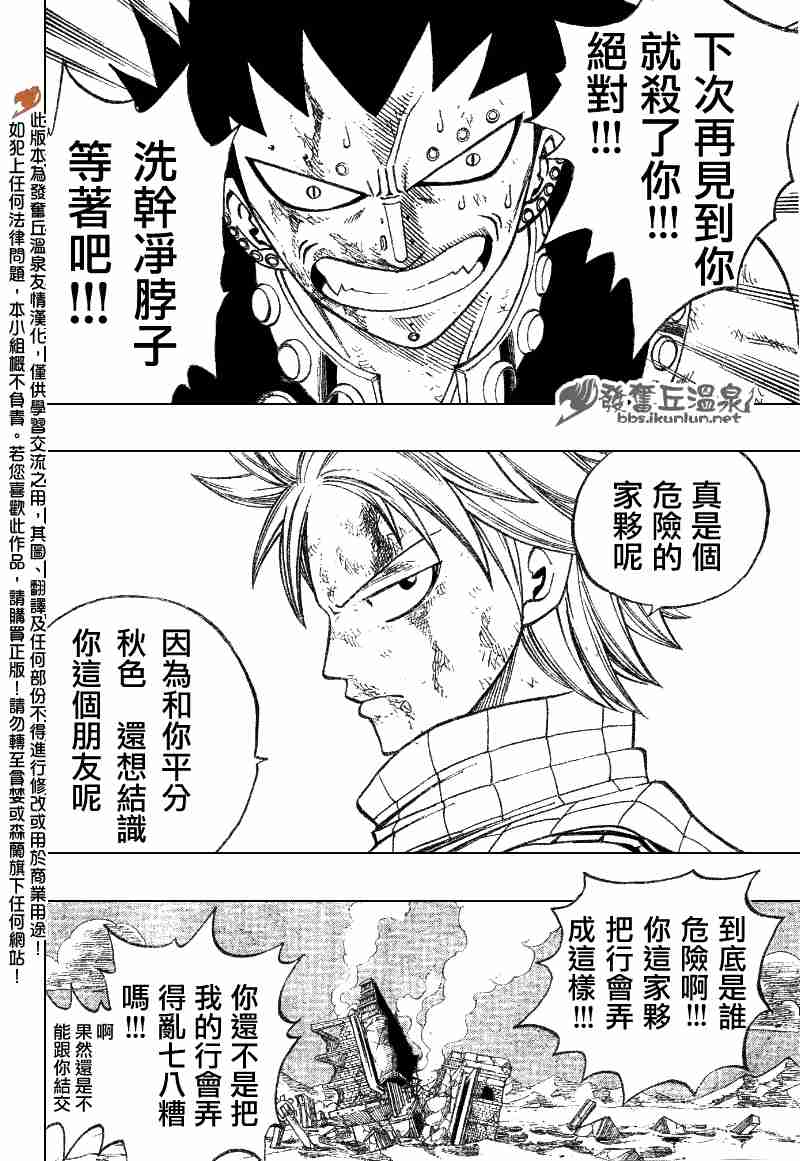 下次再見到你
就殺了你!!!
絕對!!!
洗幹凈脖子
等著吧!!!
發奮丘溫泉
bbs.ikunlun.net
真是個
危險的
家夥呢
因為和你平分
秋色 還想結識
你這個朋友呢
到底是誰
危險啊!!!
你這家夥
把行會弄
成這樣!!!
你還不是把
我的行會弄
得亂七八糟
嗎!!!
啊
果然還是不
能跟你結交
此版本為發奮丘溫泉友情漢化，僅供學習交流之用，其圖、翻譯及任何部份不得進行修改或用於商業用途！
如犯上任何法律問題，本小組概不負責。若您喜歡此作品，請購買正版！請勿轉至貪婪或森蘭旗下任何網站！